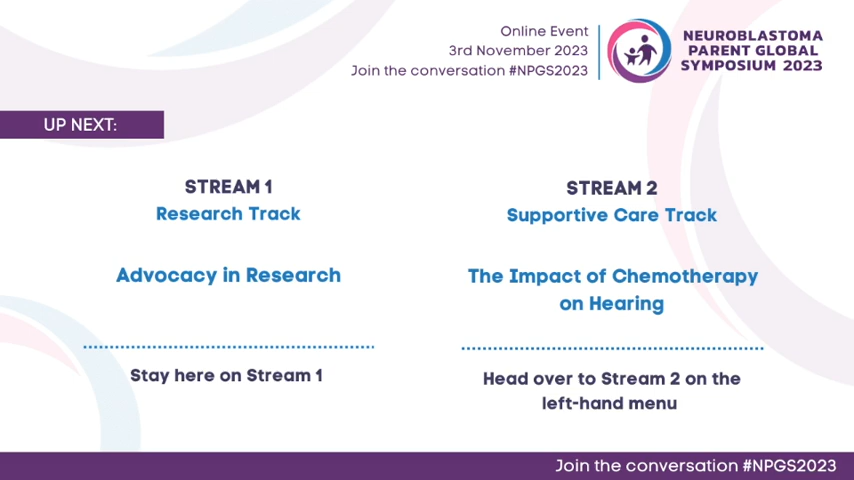 Online Event
3rd November 2023
Join the conversation #NPGS2023
NEUROBLASTOMA
PARENT GLOBAL
SYMPOSIUM 2023
UP NEXT:
STREAM 1
Research Track
Advocacy in Research
Stay here on Stream 1
STREAM 2
Supportive Care Track
The Impact of Chemotherapy
on Hearing
Head over to Stream 2 on the
left-hand menu
Join the conversation #NPGS2023